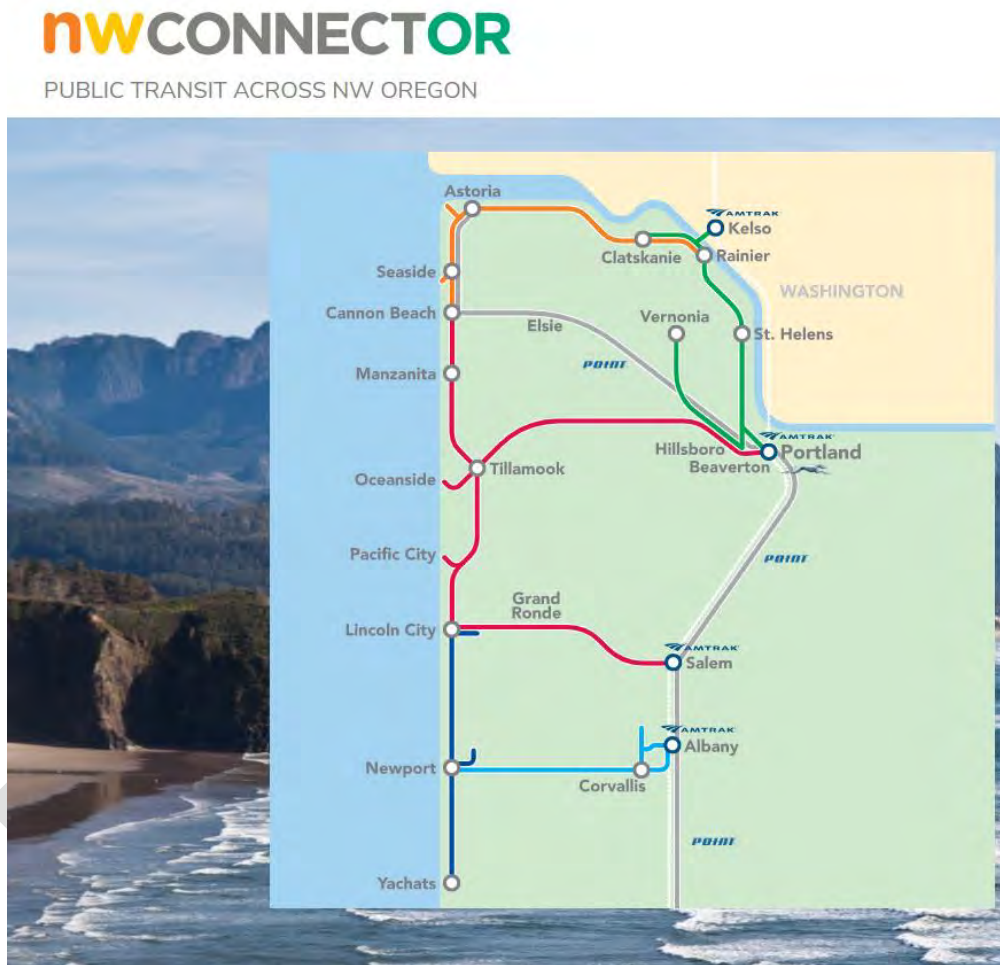 nwCONNECTOR
PUBLIC TRANSIT ACROSS NW OREGON
Astoria
AMTRAK
Kelso
Clatskanie
Rainier
Seaside
WASHINGTON
Cannon Beach
Elsie
Vernonia
St. Helens
POINT
Manzanita
AMTRAK
Hillsboro
Beaverton
Portland
Tillamook
Oceanside
Pacific City
POINT
Grand
Ronde
Lincoln City
AMTRAK
Salem
AMTRAK
Albany
Newport
Corvallis
POINT
Yachats